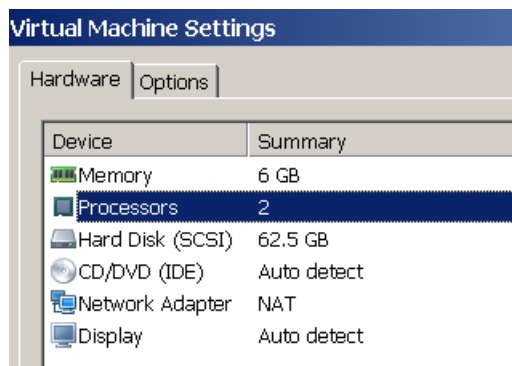 Virtual Machine Settings
Hardware Options
Device Summary
Memory 6 GB
Processors 2
Hard Disk (SCSI) 62.5 GB
CD/DVD (IDE) Auto detect
Network Adapter NAT
Display Auto detect